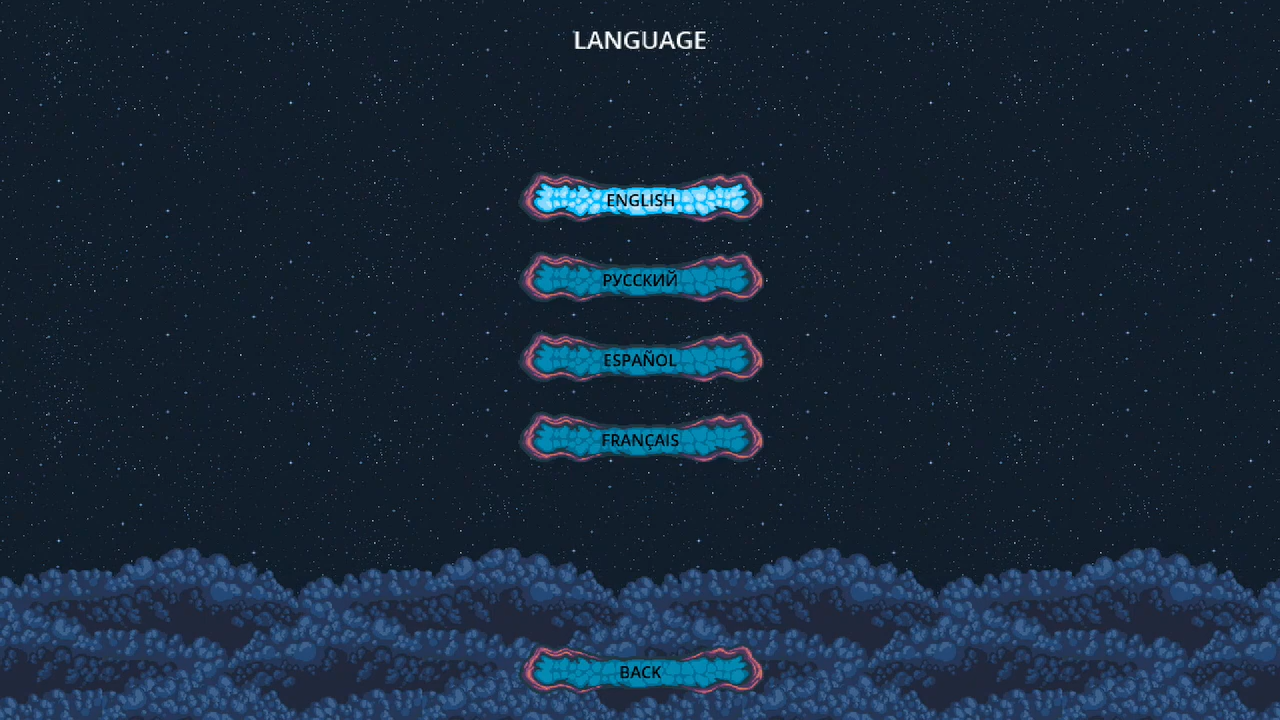 LANGUAGE
ENGLISH
РУССКИЙ
ESPAÑOL
FRANÇAIS
BACK